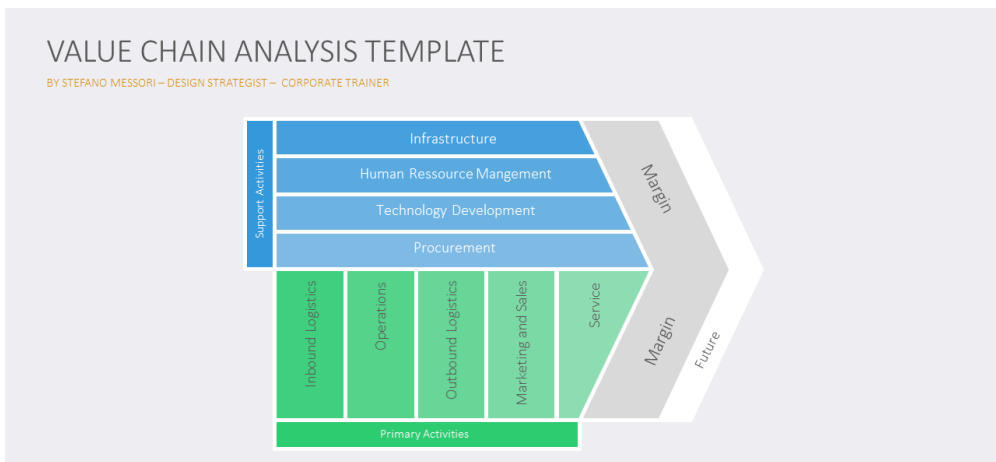 VALUE CHAIN ANALYSIS TEMPLATE
BY STEFANO MESSORI – DESIGN STRATEGIST – CORPORATE TRAINER
Support Activities
Infrastructure
Human Ressource Mangement
Technology Development
Procurement
Margin
Inbound Logistics
Operations
Outbound Logistics
Marketing and Sales
Service
Margin
Future
Primary Activities